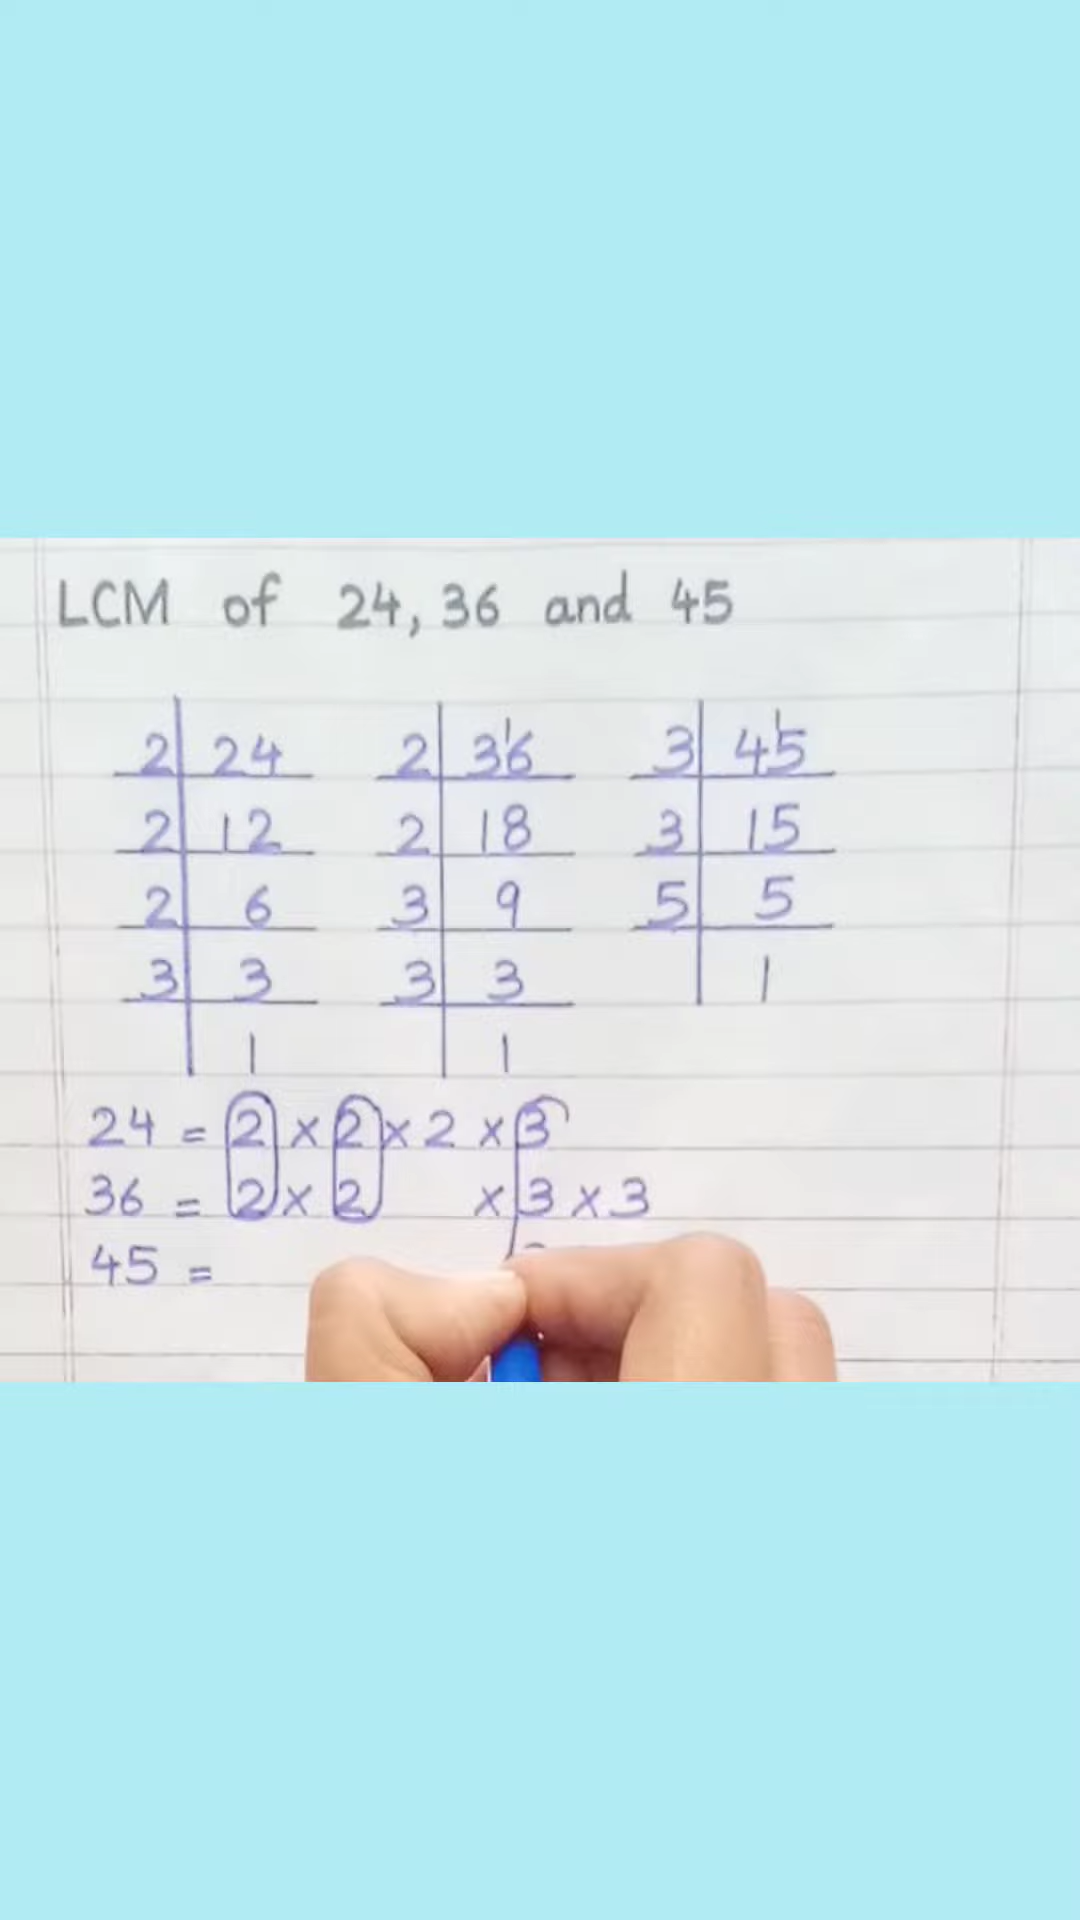 LCM of 24, 36 and 45
2 24 2 36 3 45
2 12 2 18 3 15
2 6 3 9 5 5
3 3 3 3 1
1 1
24 = 2 × 2 × 2 × 3
36 = 2 × 2 × 3 × 3
45 =